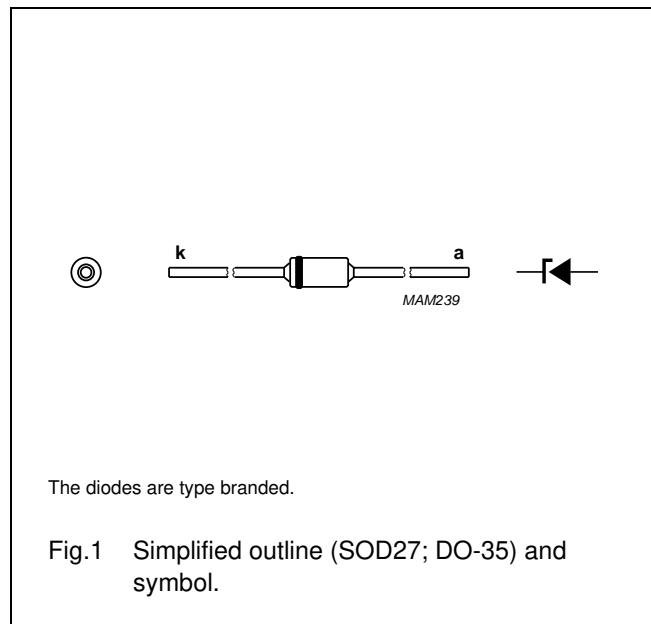 k
a
MAM239
The diodes are type branded.
Fig.1 Simplified outline (SOD27; DO-35) and
symbol.